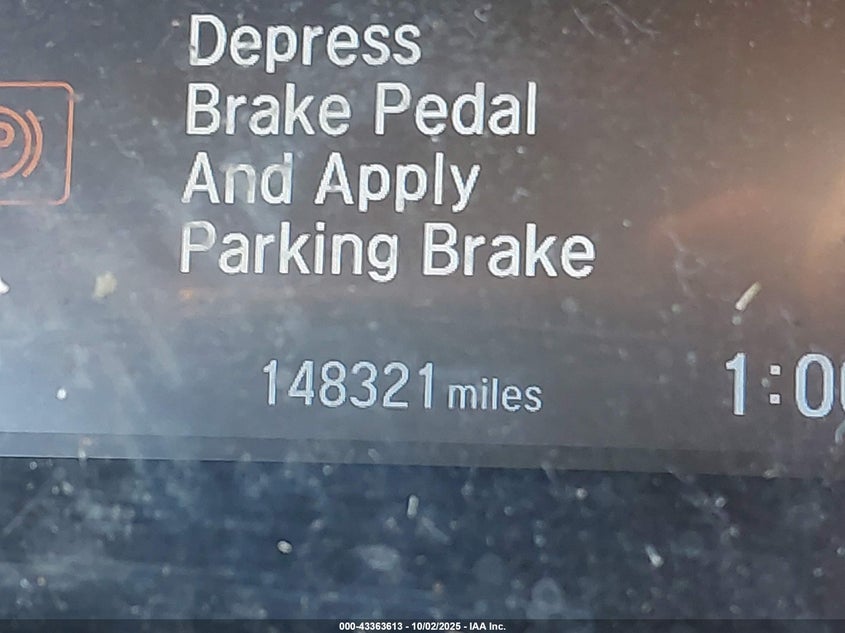 Depress
Brake Pedal
And Apply
Parking Brake
148321 miles
000-43363613 - 10/02/2025 - IAA Inc.